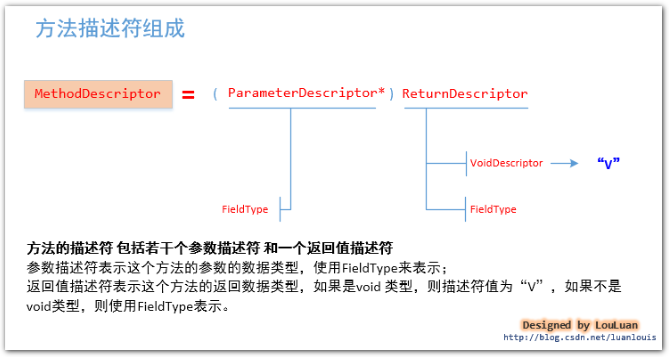 方法描述符组成
MethodDescriptor = ( ParameterDescriptor* ) ReturnDescriptor
VoidDescriptor “V”
FieldType FieldType
方法的描述符 包括若干个参数描述符 和一个返回值描述符
参数描述符表示这个方法的参数的数据类型，使用FieldType来表示；
返回值描述符表示这个方法的返回数据类型，如果是void 类型，则描述符值为“V”，如果不是
void类型，则使用FieldType表示。
Designed by LouLuan
http://blog.csdn.net/luanlouis